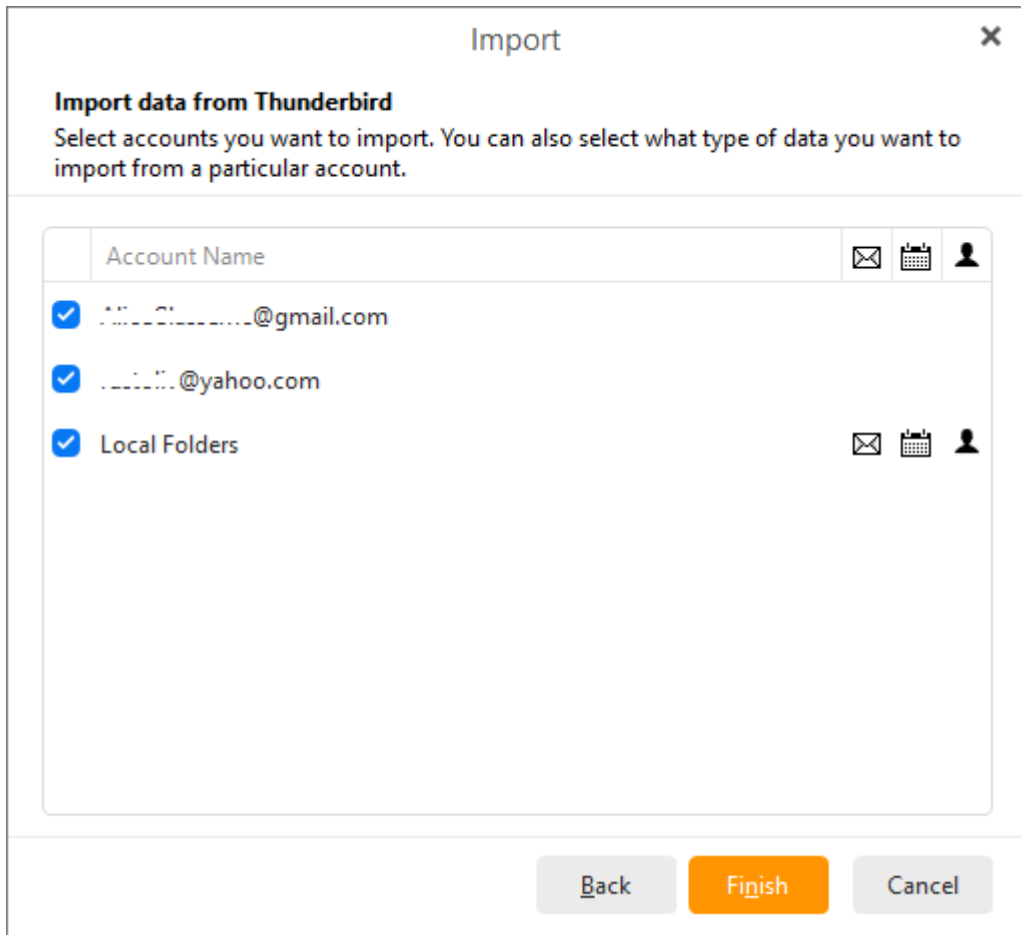 Import
Import data from Thunderbird
Select accounts you want to import. You can also select what type of data you want to
import from a particular account.
Account Name
@gmail.com
@yahoo.com
Local Folders
Back
Finish
Cancel